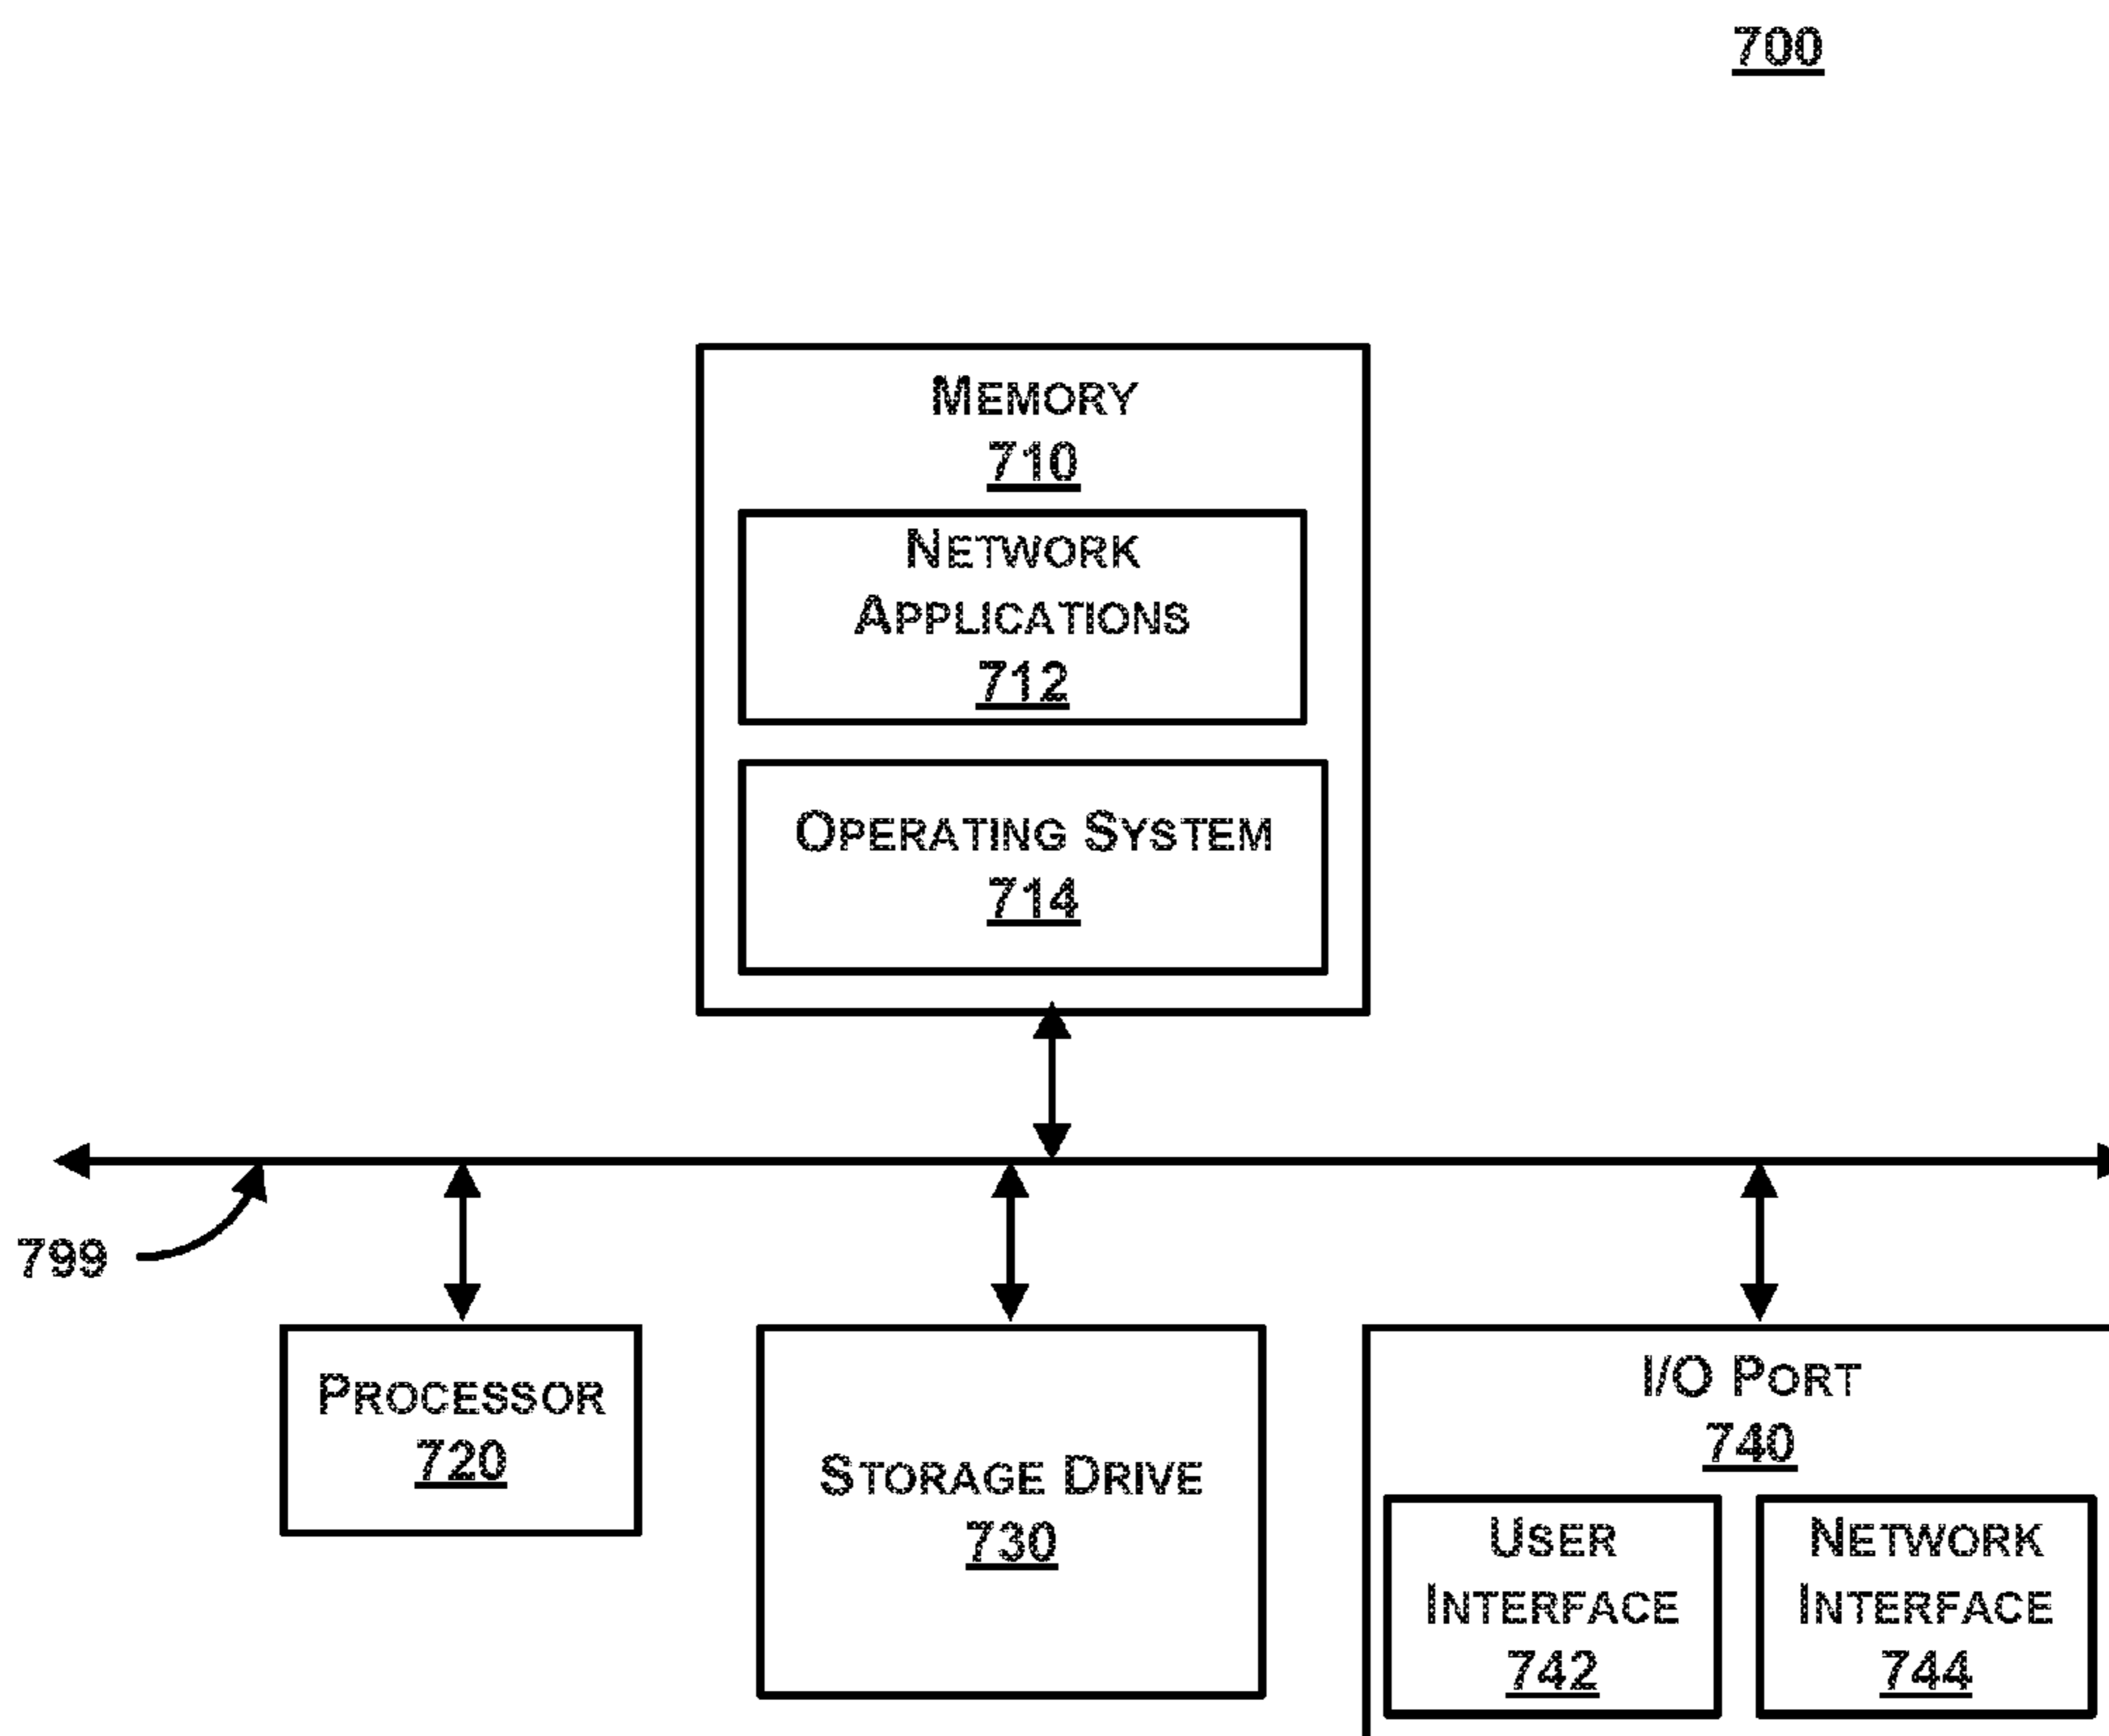 700
MEMORY
710
NETWORK
APPLICATIONS
712
OPERATING SYSTEM
714
799
PROCESSOR
720
STORAGE DRIVE
730
I/O PORT
740
USER
INTERFACE
742
NETWORK
INTERFACE
744